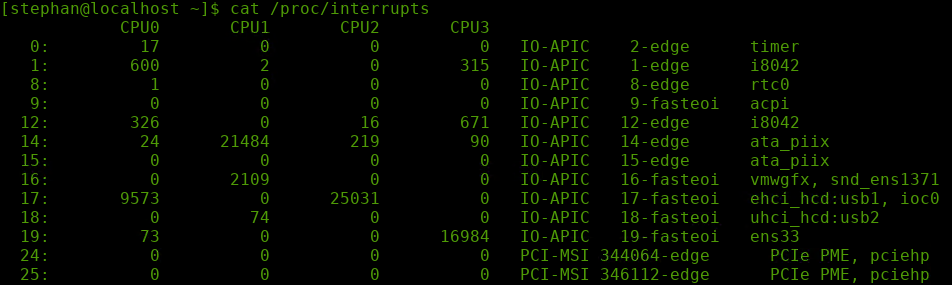 [stephan@localhost ~]$ cat /proc/interrupts
            CPU0       CPU1       CPU2       CPU3
   0:         17          0          0          0   IO-APIC    2-edge      timer
   1:        600          2          0        315   IO-APIC    1-edge      i8042
   8:          1          0          0          0   IO-APIC    8-edge      rtc0
   9:          0          0          0          0   IO-APIC    9-fasteoi   acpi
  12:        326          0         16        671   IO-APIC   12-edge      i8042
  14:         24      21484        219         90   IO-APIC   14-edge      ata_piix
  15:          0          0          0          0   IO-APIC   15-edge      ata_piix
  16:          0       2109          0          0   IO-APIC   16-fasteoi   vmwgfx, snd_ens1371
  17:       9573          0      25031          0   IO-APIC   17-fasteoi   ehci_hcd:usb1, ioc0
  18:          0         74          0          0   IO-APIC   18-fasteoi   uhci_hcd:usb2
  19:         73          0          0      16984   IO-APIC   19-fasteoi   ens33
  24:          0          0          0          0   PCI-MSI 344064-edge      PCIe PME, pciehp
  25:          0          0          0          0   PCI-MSI 346112-edge      PCIe PME, pciehp